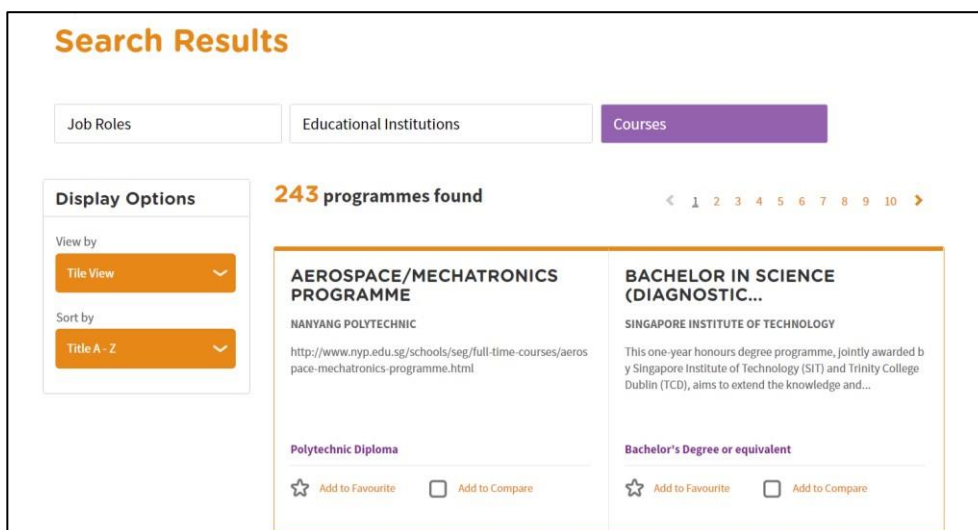 Search Results
Job Roles
Educational Institutions
Courses
Display Options
View by
Tile View
Sort by
Title A - Z
243 programmes found
1 2 3 4 5 6 7 8 9 10
AEROSPACE/MECHATRONICS
PROGRAMME
NANYANG POLYTECHNIC
http://www.nyp.edu.sg/schools/seg/full-time-courses/aeros
pace-mechatronics-programme.html
Polytechnic Diploma
Add to Favourite
Add to Compare
BACHELOR IN SCIENCE
(DIAGNOSTIC...
SINGAPORE INSTITUTE OF TECHNOLOGY
This one-year honours degree programme, jointly awarded b
y Singapore Institute of Technology (SIT) and Trinity College
Dublin (TCD), aims to extend the knowledge and...
Bachelor's Degree or equivalent
Add to Favourite
Add to Compare